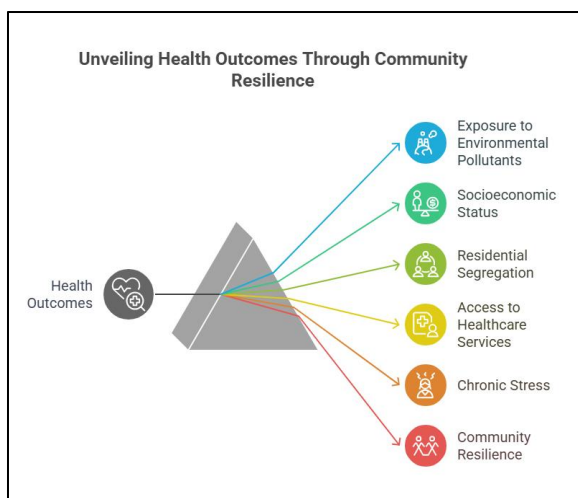 Unveiling Health Outcomes Through Community
Resilience
Health
Outcomes
Exposure to
Environmental
Pollutants
Socioeconomic
Status
Residential
Segregation
Access to
Healthcare
Services
Chronic Stress
Community
Resilience